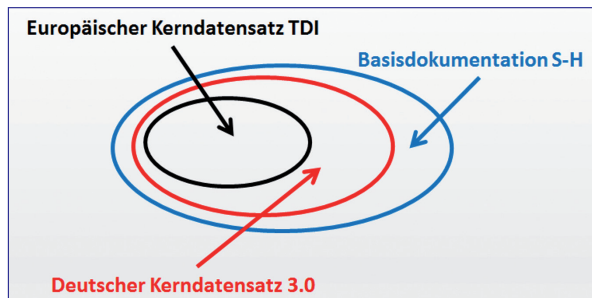 Europäischer Kerndatensatz TDI
Basisdokumentation S-H
Deutscher Kerndatensatz 3.0